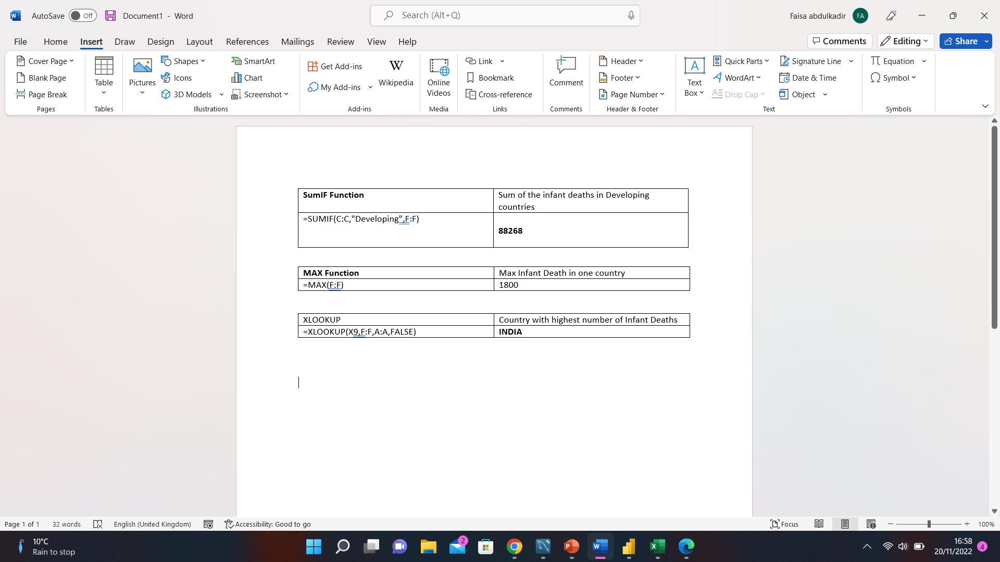 AutoSave Off Document1 - Word Search (Alt+Q) Faisa abdulkadir FA
File Home Insert Draw Design Layout References Mailings Review View Help Comments Editing Share
Cover Page Shapes SmartArt Get Add-ins Link Header Quick Parts Signature Line Equation
Blank Page Table Pictures Icons Chart My Add-ins Wikipedia Online Videos Bookmark Comment Footer Text Box WordArt Date & Time Symbol
Page Break 3D Models Screenshot Cross-reference Page Number Drop Cap Object
Pages Tables Illustrations Add-ins Media Links Comments Header & Footer Text Symbols
SumIF Function Sum of the infant deaths in Developing
countries
=SUMIF(C:C,"Developing",F:F)
88268
MAX Function Max Infant Death in one country
=MAX(F:F) 1800
XLOOKUP Country with highest number of Infant Deaths
=XLOOKUP(X9,F:F,A:A,FALSE) INDIA
Page 1 of 1 32 words English (United Kingdom) Accessibility: Good to go Focus 100%
10°C
Rain to stop
2
16:58
20/11/2022
4